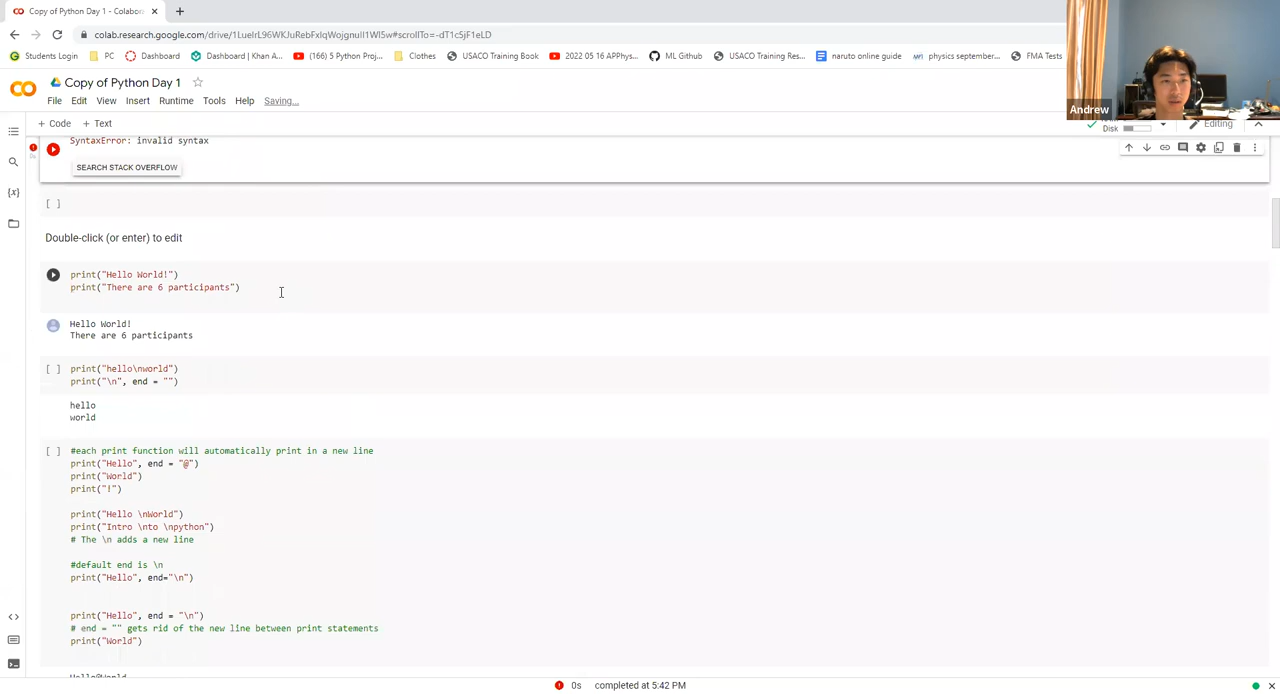 Copy of Python Day 1 - Colabora
colab.research.google.com/drive/
Students Login PC Dashboard Dashboard | Khan A... (166) 5 Python Proj... Clothes USACO Training Book 2022 05 16 APPhys... ML Github USACO Training Res... naruto online guide physics september... FMA Tests
Copy of Python Day 1
File Edit View Insert Runtime Tools Help Saving...
+ Code + Text
Disk Editing
Andrew
SyntaxError: invalid syntax
0s
SEARCH STACK OVERFLOW
[ ]
Double-click (or enter) to edit
print("Hello World!")
print("There are 6 participants")
Hello World!
There are 6 participants
[ ] print("hello\nworld")
print("\n", end = "")
hello
world
[ ] #each print function will automatically print in a new line
print("Hello", end = "@")
print("World")
print("!")
print("Hello \nWorld")
print("Intro \nto \npython")
# The \n adds a new line
#default end is \n
print("Hello", end="\n")
print("Hello", end = "\n")
# end = "" gets rid of the new line between print statements
print("World")
Hello@World
0s completed at 5:42 PM